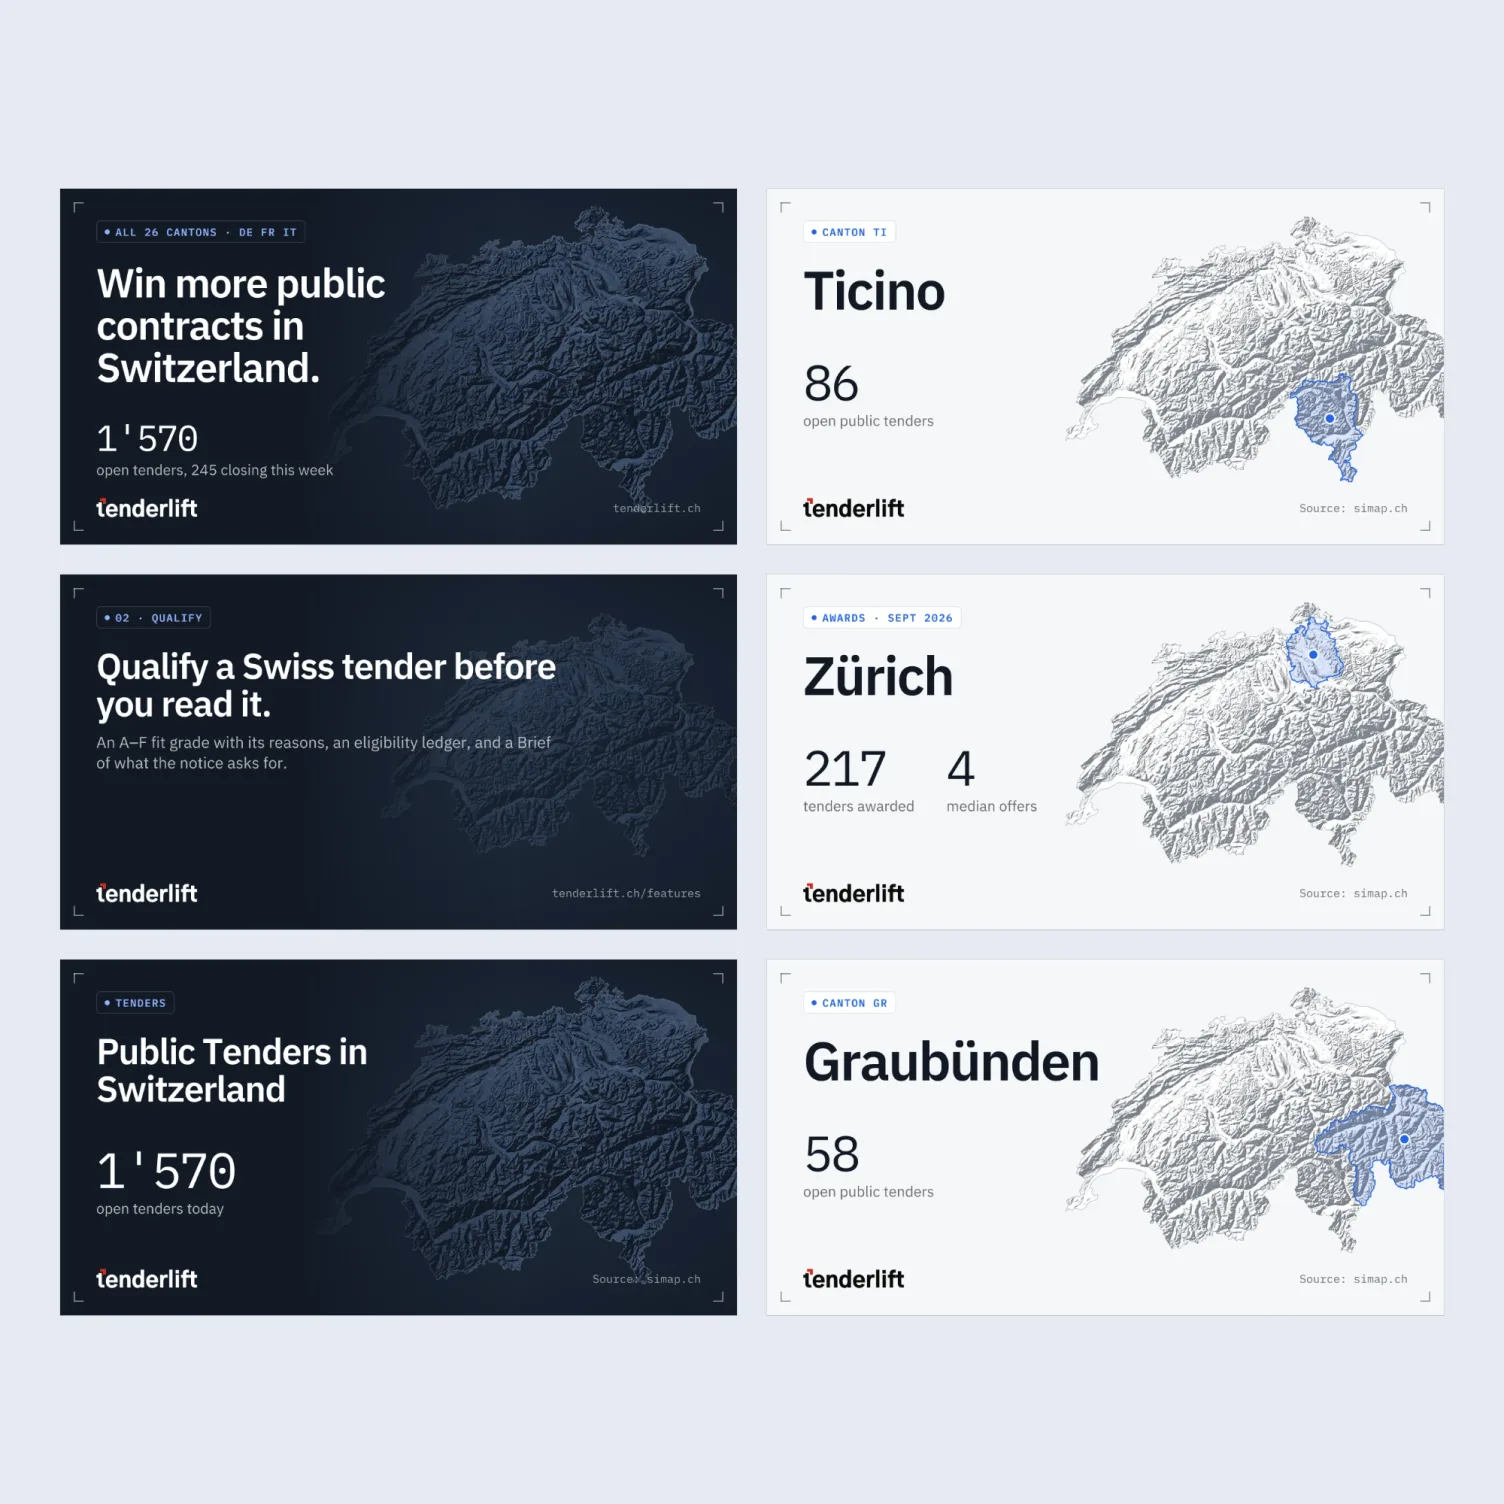 ALL 26 CANTONS · DE FR IT
Win more public
contracts in
Switzerland.
1'570
open tenders, 245 closing this week
tenderlift
tenderlift.ch
CANTON TI
Ticino
86
open public tenders
tenderlift
Source: simap.ch
02 · QUALIFY
Qualify a Swiss tender before
you read it.
An A–F fit grade with its reasons, an eligibility ledger, and a Brief
of what the notice asks for.
tenderlift
tenderlift.ch/features
AWARDS · SEPT 2026
Zürich
217
tenders awarded
4
median offers
tenderlift
Source: simap.ch
TENDERS
Public Tenders in
Switzerland
1'570
open tenders today
tenderlift
Source: simap.ch
CANTON GR
Graubünden
58
open public tenders
tenderlift
Source: simap.ch